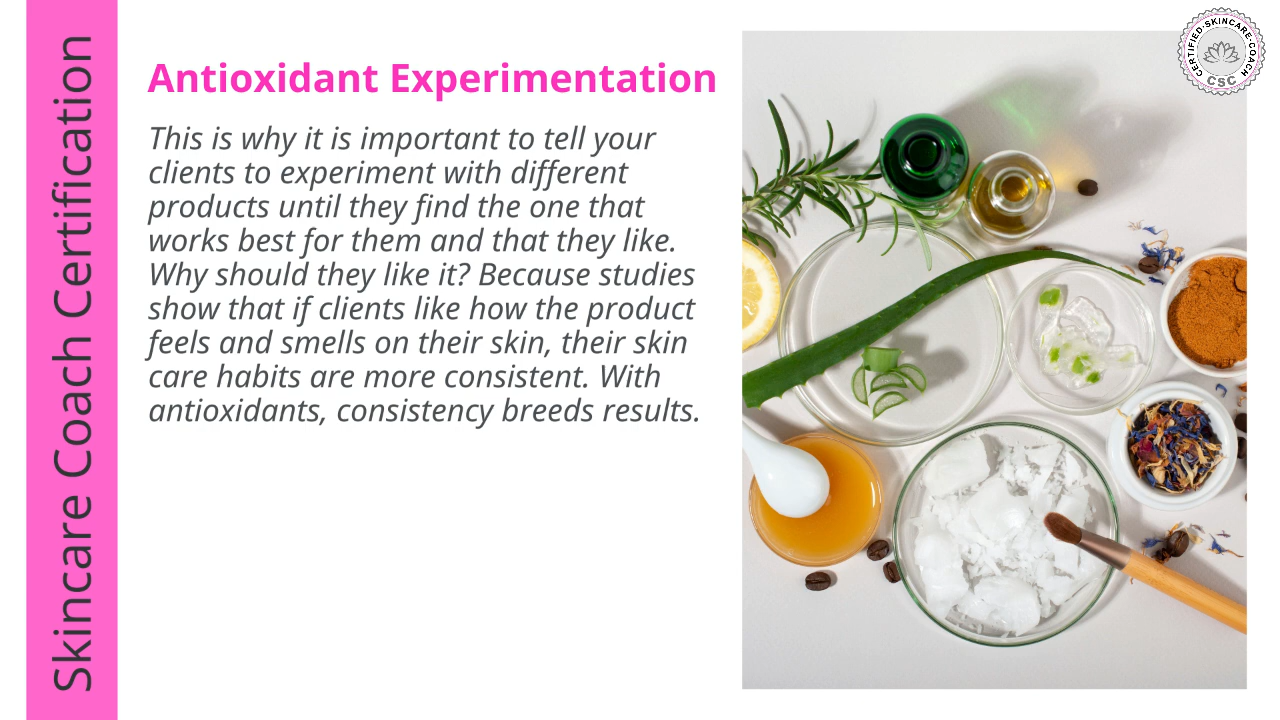 Skincare Coach Certification
Antioxidant Experimentation
This is why it is important to tell your
clients to experiment with different
products until they find the one that
works best for them and that they like.
Why should they like it? Because studies
show that if clients like how the product
feels and smells on their skin, their skin
care habits are more consistent. With
antioxidants, consistency breeds results.
CERTIFIED·SKINCARE·COACH
CSC